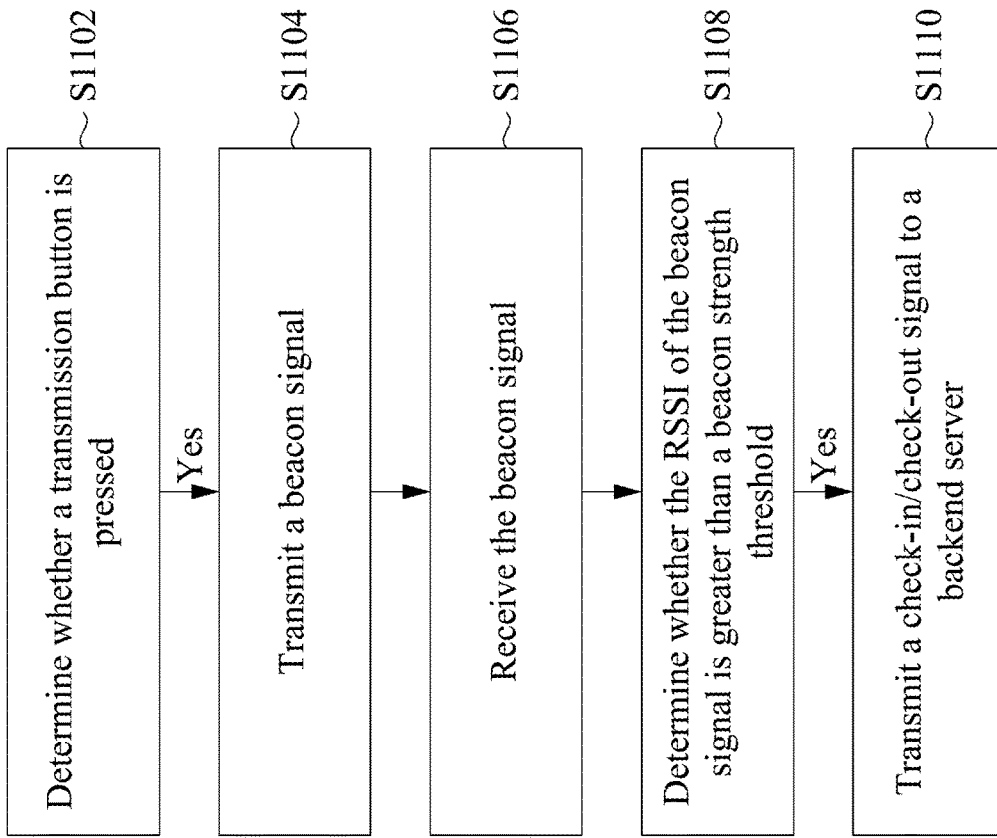 Determine whether a transmission button is
pressed
S1102
Yes
Transmit a beacon signal
S1104
Receive the beacon signal
S1106
Determine whether the RSSI of the beacon
signal is greater than a beacon strength
threshold
S1108
Yes
Transmit a check-in/check-out signal to a
backend server
S1110